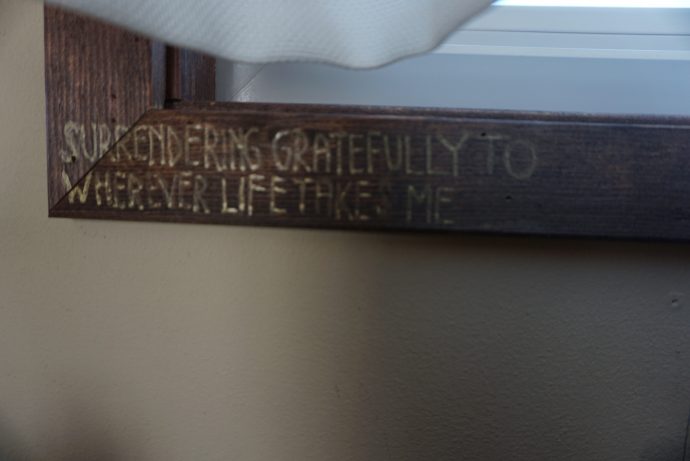 SURRENDERING GRATEFULLY TO
WHEREVER LIFE TAKES ME